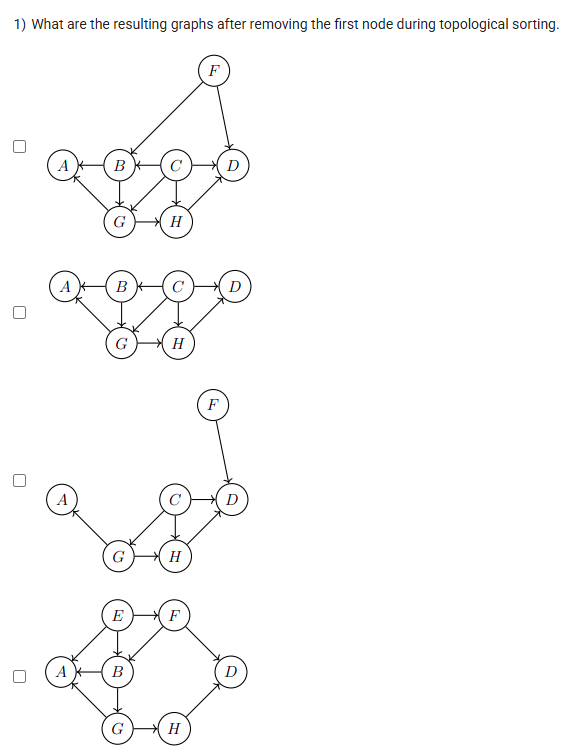 1) What are the resulting graphs after removing the first node during topological sorting.
F
A B C D
G H
A B C D
G H
F
A C D
G H
E F
A B D
G H